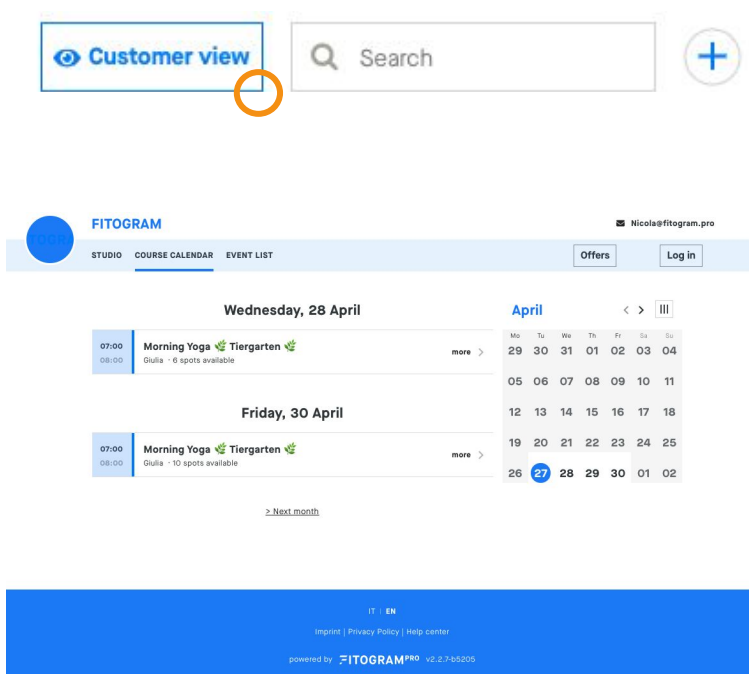 Customer view
Search
FITOGRAM
Nicola@fitogram.pro
STUDIO COURSE CALENDAR EVENT LIST
Offers
Log in
Wednesday, 28 April
07:00
08:00
Morning Yoga 🌿 Tiergarten 🌿
Giulia · 6 spots available
more
Friday, 30 April
07:00
08:00
Morning Yoga 🌿 Tiergarten 🌿
Giulia · 10 spots available
more
> Next month
April
Mo Tu We Th Fr Sa Su
29 30 31 01 02 03 04
05 06 07 08 09 10 11
12 13 14 15 16 17 18
19 20 21 22 23 24 25
26 27 28 29 30 01 02
IT | EN
Imprint | Privacy Policy | Help center
powered by FITOGRAMPRO v2.2.7-b5205